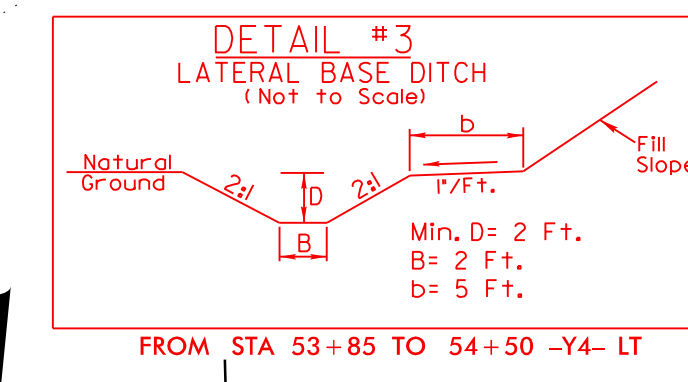 DETAIL #3
LATERAL BASE DITCH
(Not to Scale)
b
Natural
Ground
2:1
D
2:1
1"/Ft.
Fill
Slope
B
Min. D= 2 Ft.
B= 2 Ft.
b= 5 Ft.
FROM STA 53+85 TO 54+50 -Y4- LT